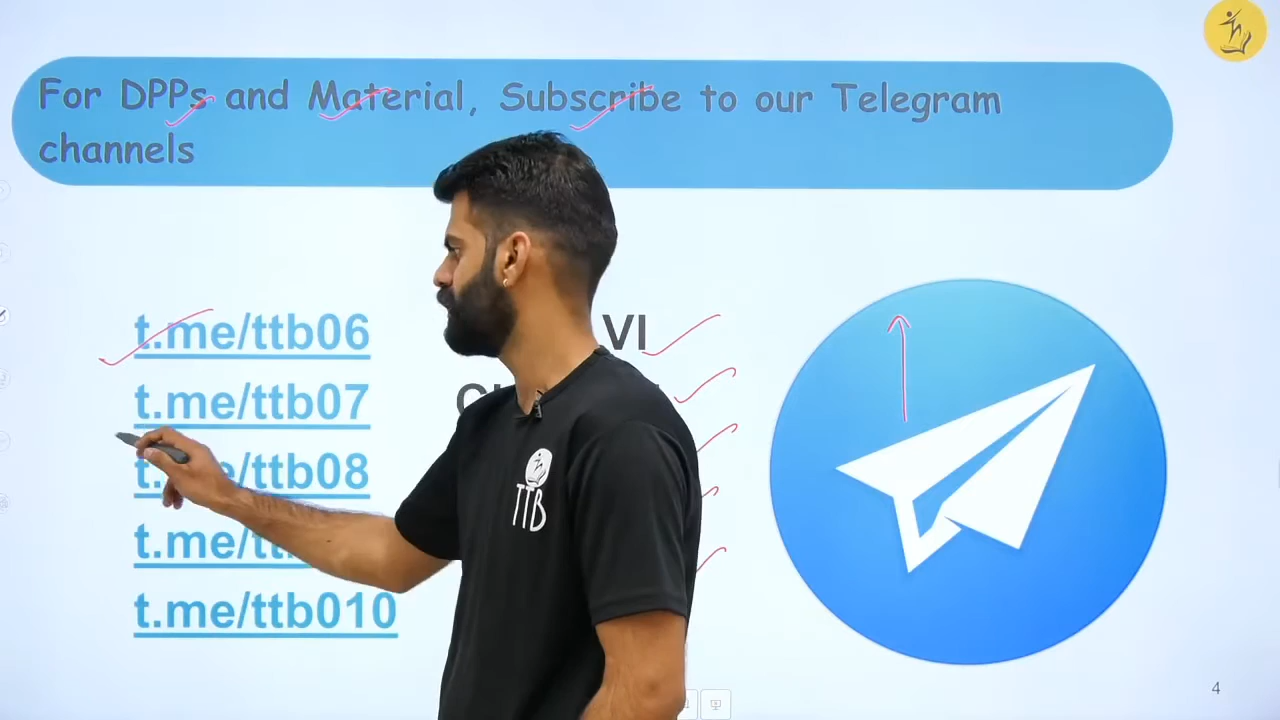 For DPPs and Material, Subscribe to our Telegram
channels
t.me/ttb06 VI
t.me/ttb07
t.me/ttb08
t.me/
t.me/ttb010
TTB
4